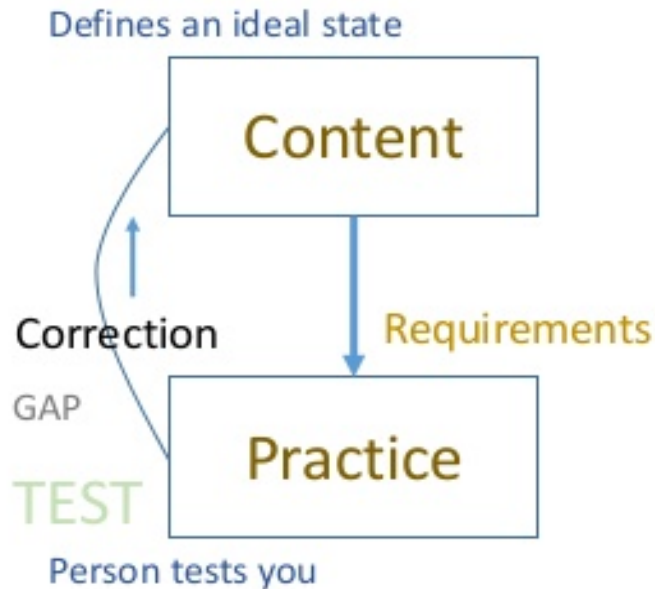 Defines an ideal state
Content
Correction
Requirements
GAP
Practice
TEST
Person tests you